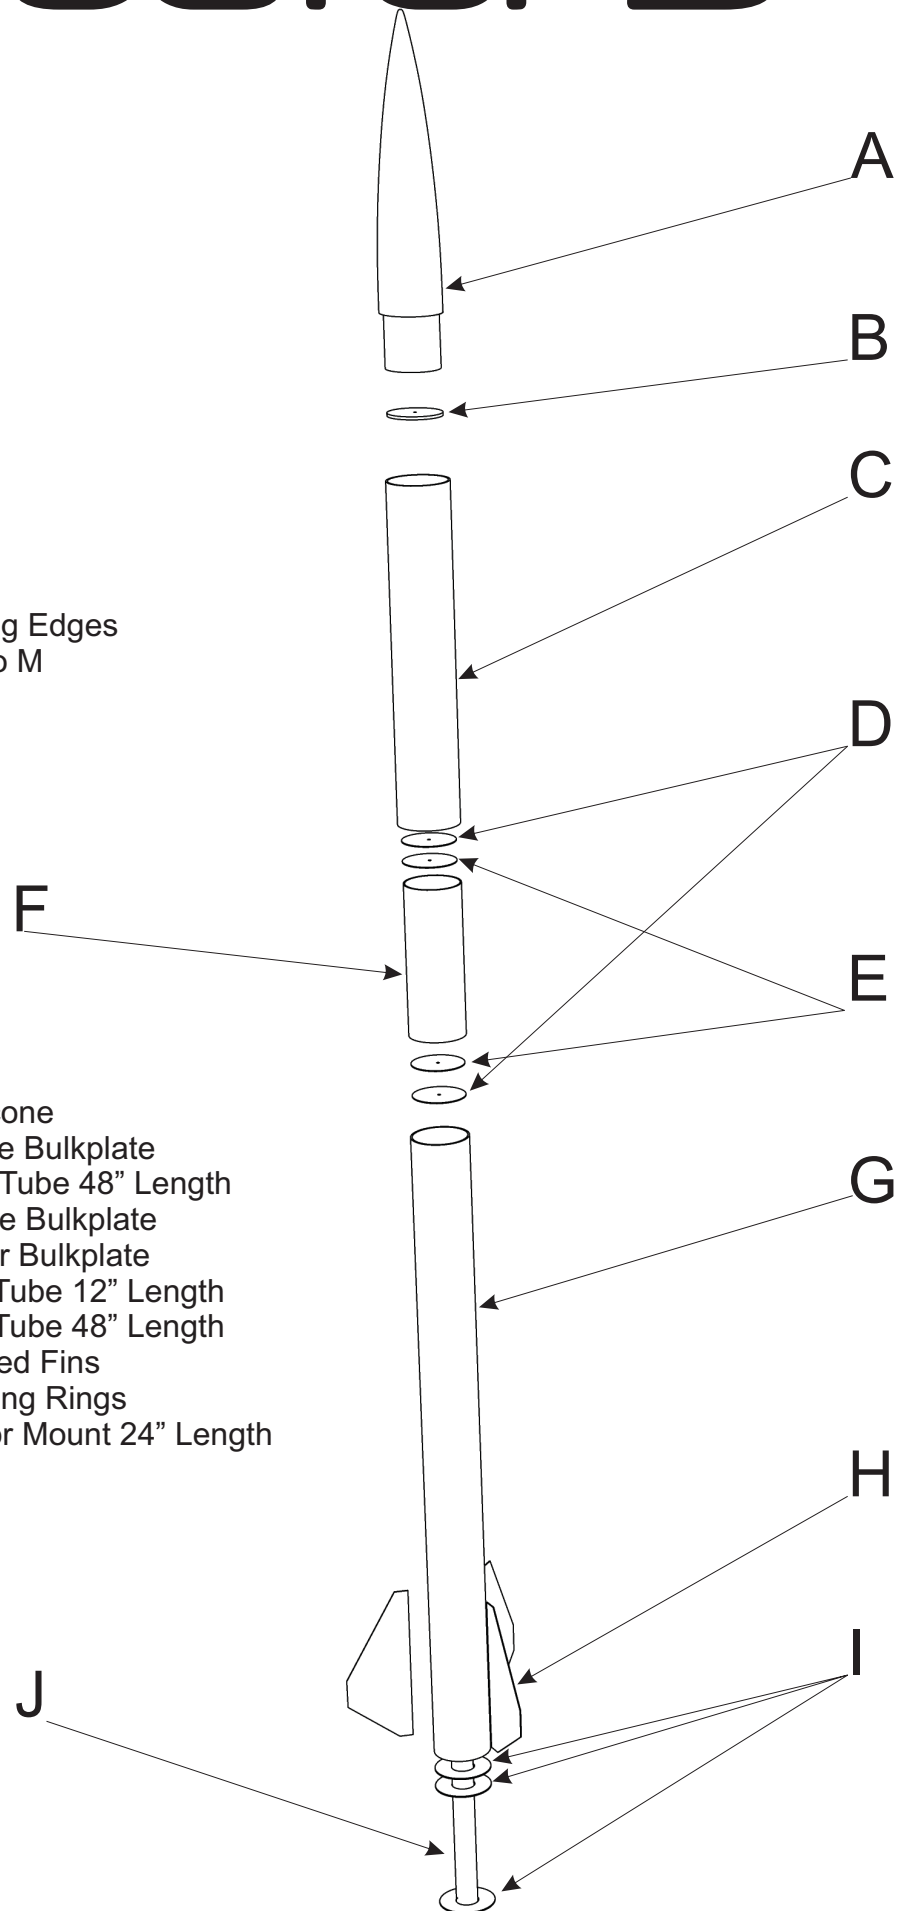 A
B
C
g Edges
o M
D
F
E
one
e Bulkplate
Tube 48” Length
e Bulkplate
r Bulkplate
Tube 12” Length
Tube 48” Length
ed Fins
ng Rings
or Mount 24” Length
G
H
I
J